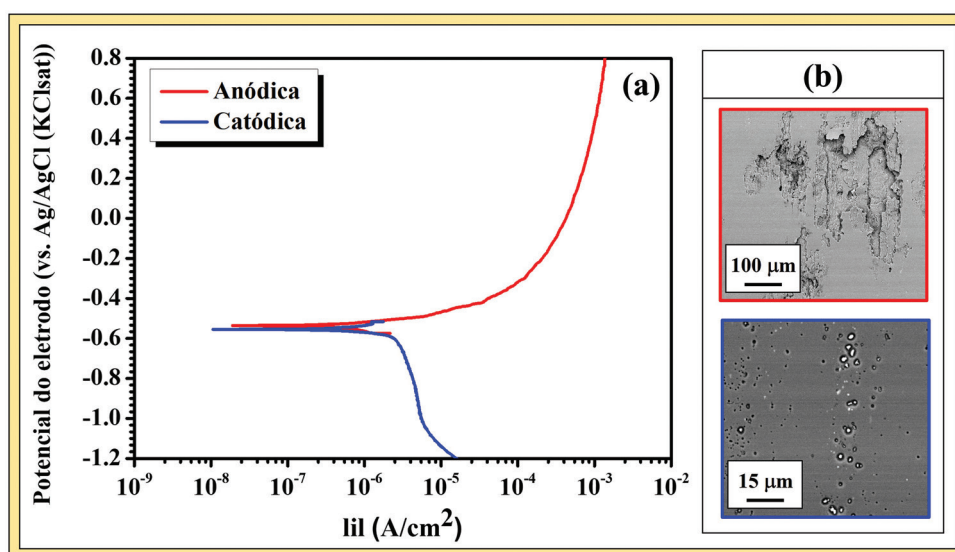 Potencial do eletrodo (vs. Ag/AgCl (KClsat))
0.8
0.6
0.4
0.2
0.0
-0.2
-0.4
-0.6
-0.8
-1.0
-1.2
Anódica
Catódica
(a)
10⁻⁹ 10⁻⁸ 10⁻⁷ 10⁻⁶ 10⁻⁵ 10⁻⁴ 10⁻³ 10⁻²
lil (A/cm²)
(b)
100 μm
15 μm